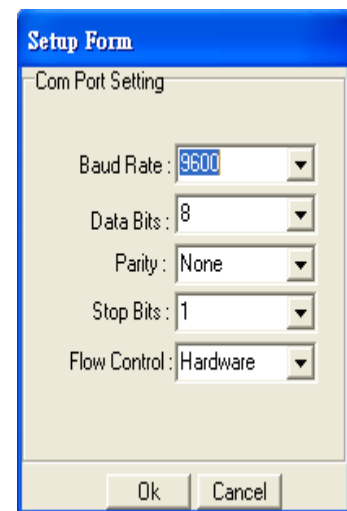 Setup Form
Com Port Setting
Baud Rate : 9600
Data Bits : 8
Parity : None
Stop Bits : 1
Flow Control : Hardware
Ok Cancel